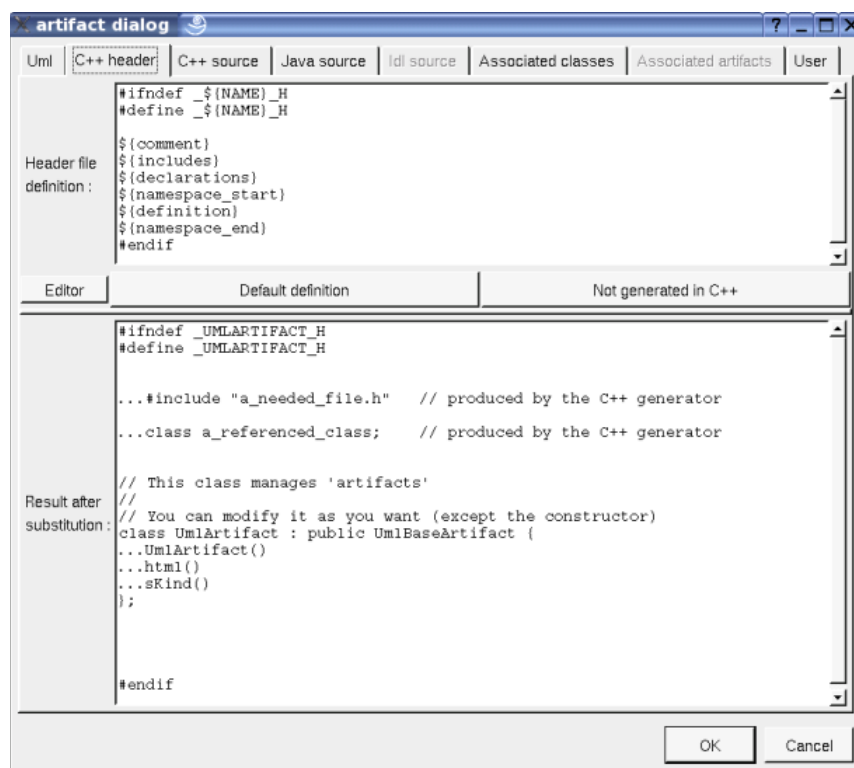 artifact dialog
?
Uml C++ header C++ source Java source Idl source Associated classes Associated artifacts User
Header file
definition :
#ifndef _${NAME}_H
#define _${NAME}_H
${comment}
${includes}
${declarations}
${namespace_start}
${definition}
${namespace_end}
#endif
Editor Default definition Not generated in C++
Result after
substitution :
#ifndef _UMLARTIFACT_H
#define _UMLARTIFACT_H
...#include "a_needed_file.h"   // produced by the C++ generator
...class a_referenced_class;    // produced by the C++ generator
// This class manages 'artifacts'
//
// You can modify it as you want (except the constructor)
class UmlArtifact : public UmlBaseArtifact {
...UmlArtifact()
...html()
...sKind()
};
#endif
OK Cancel